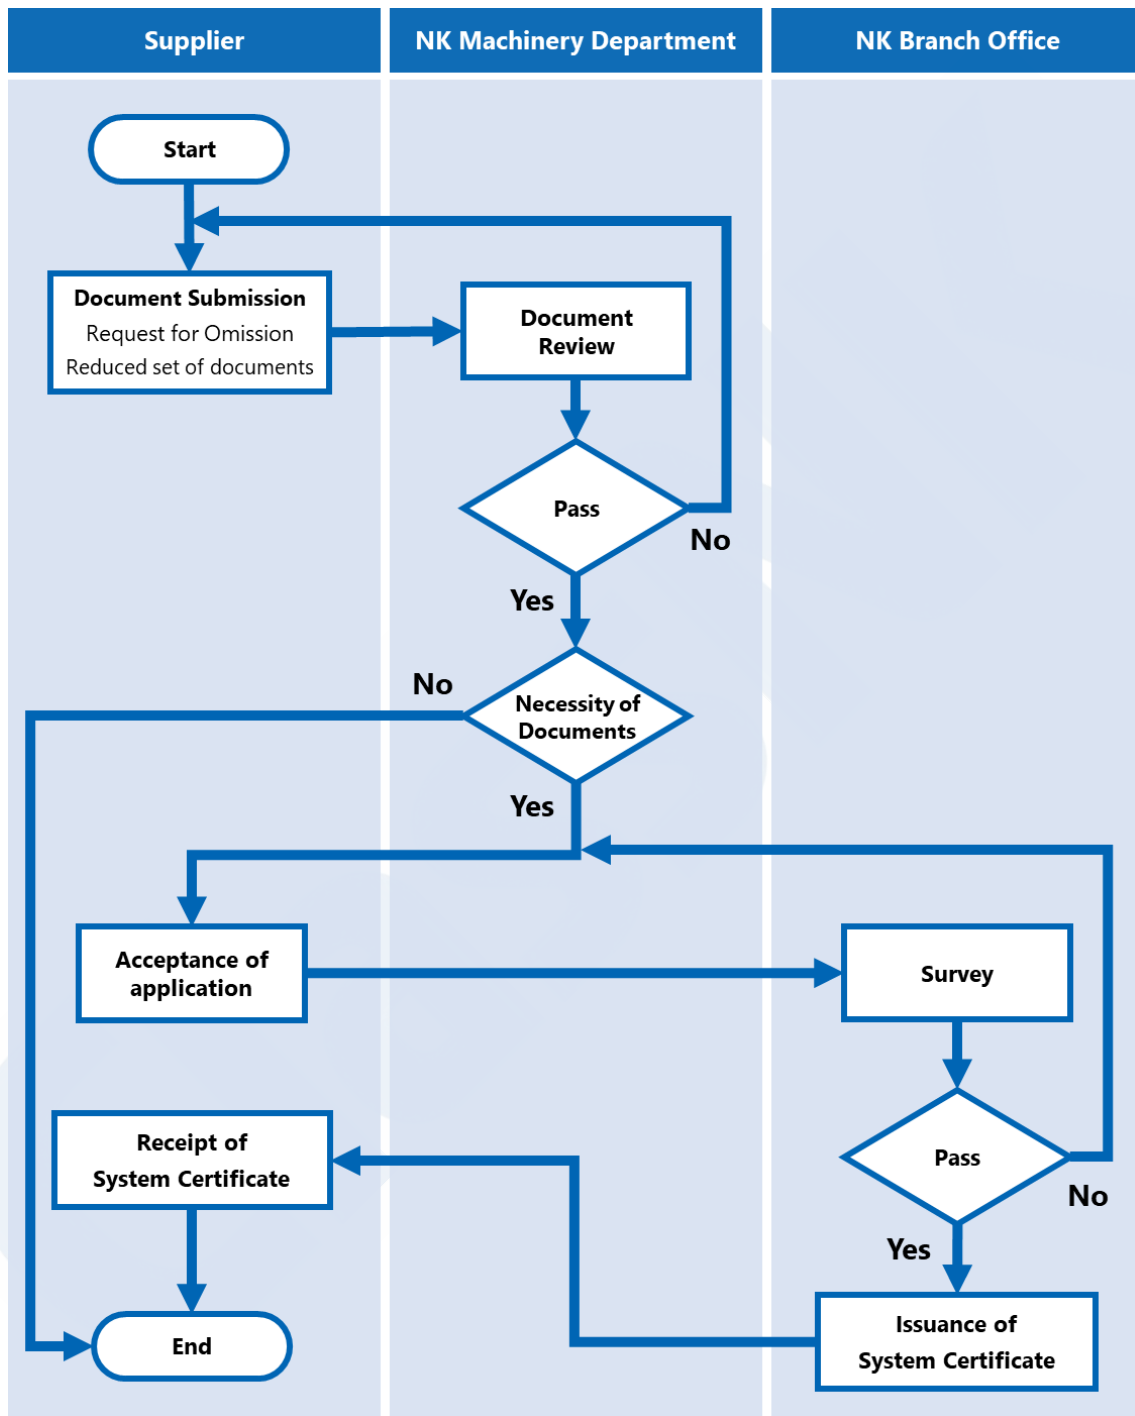 Supplier
NK Machinery Department
NK Branch Office
Start
Document Submission
Request for Omission
Reduced set of documents
Document
Review
Pass
No
Yes
No
Necessity of
Documents
Yes
Acceptance of
application
Survey
Receipt of
System Certificate
Pass
No
Yes
End
Issuance of
System Certificate